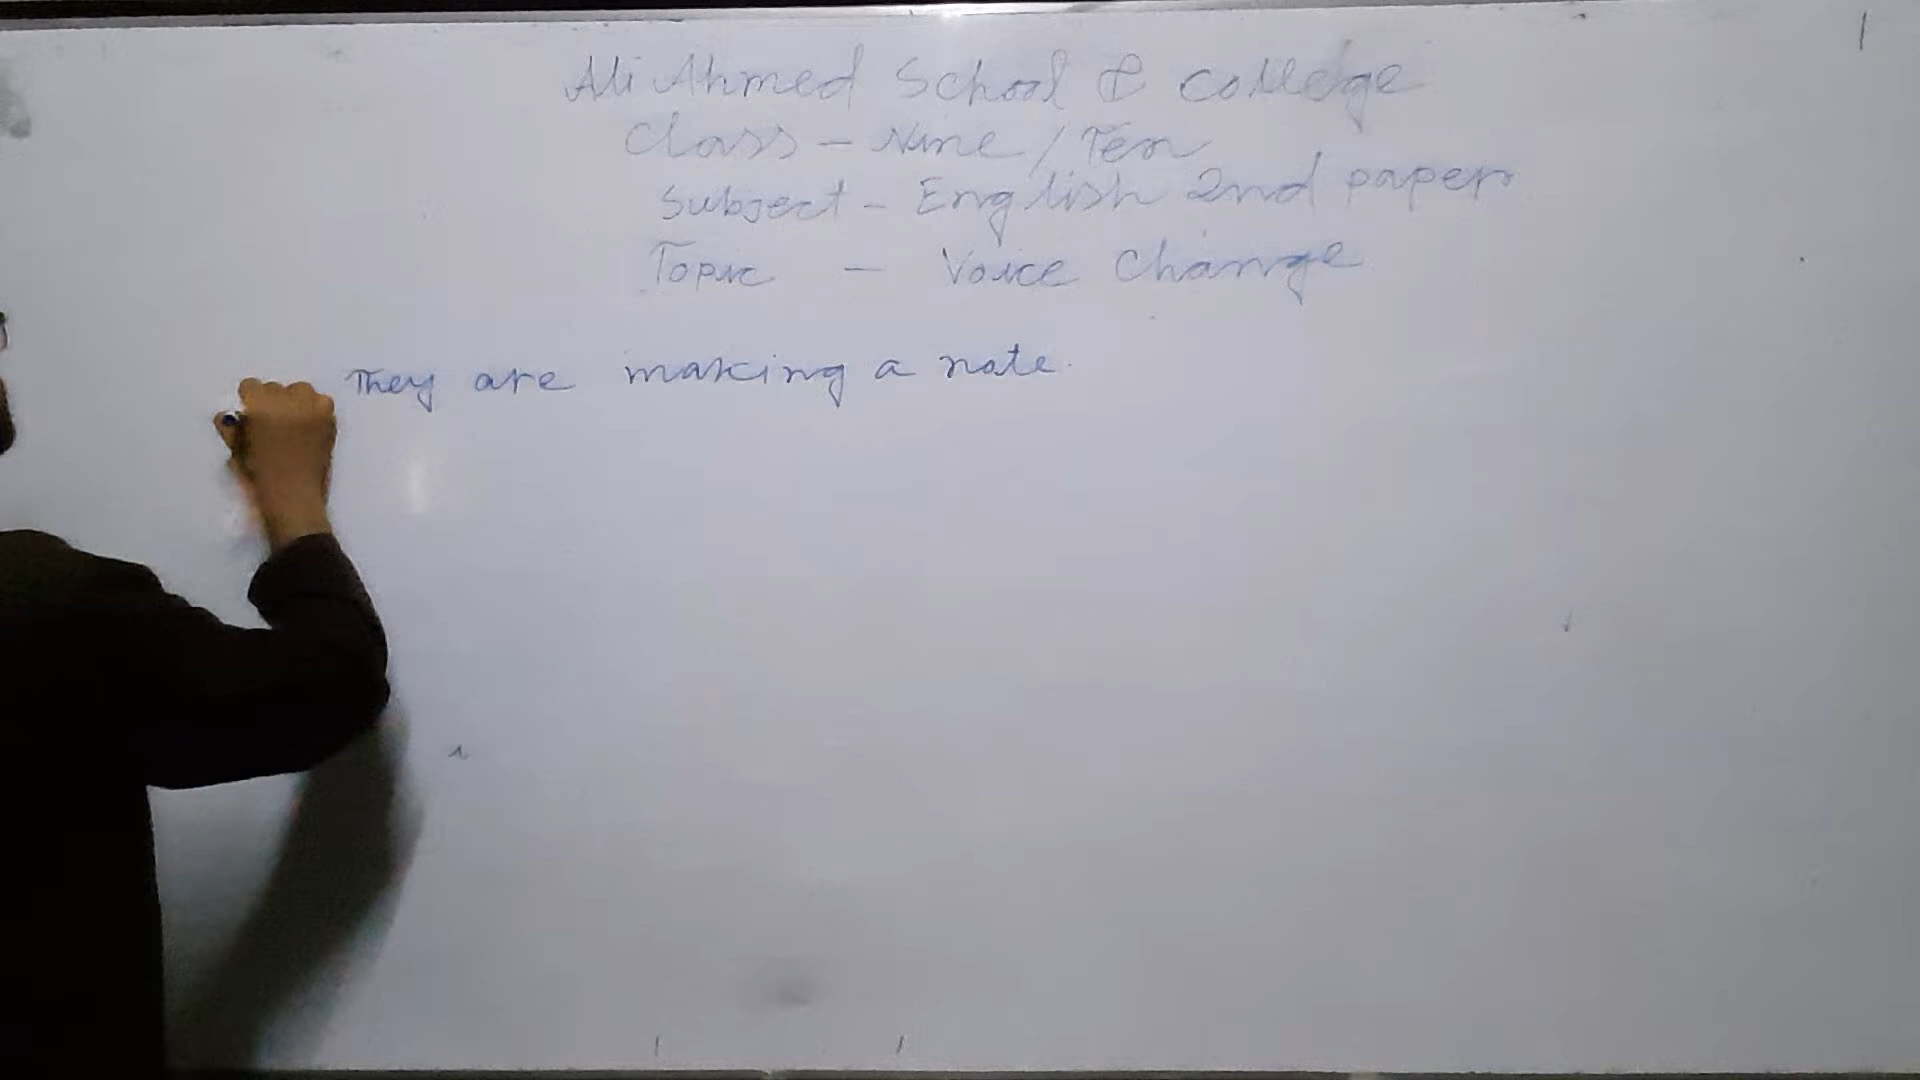 Ali Ahmed School & College
Class - Nine / Ten
Subject - English 2nd paper
Topic - Voice Change
They are making a note.